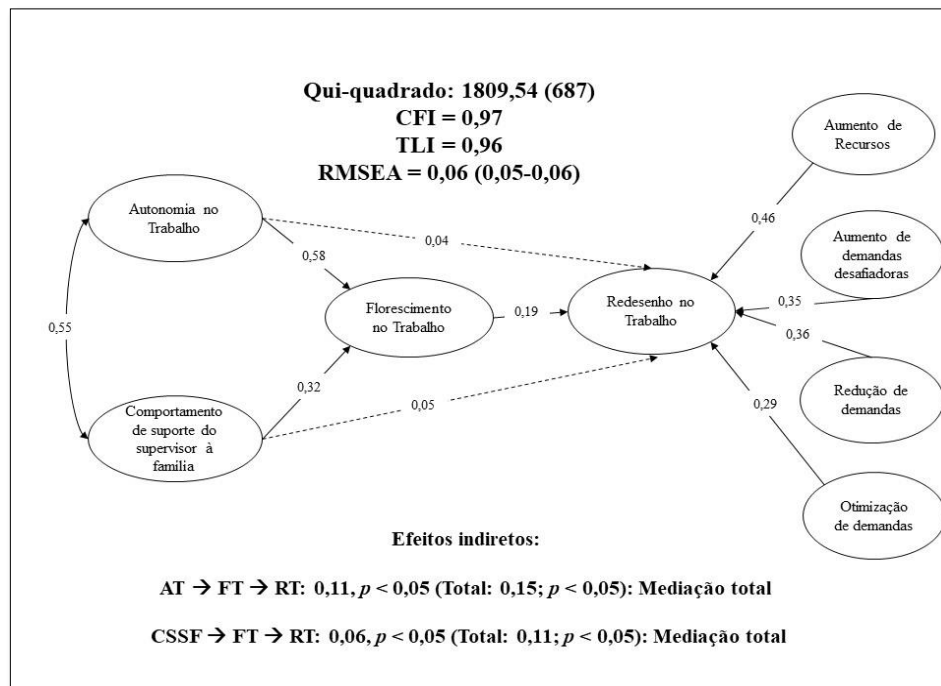 Qui-quadrado: 1809,54 (687)
CFI = 0,97
TLI = 0,96
RMSEA = 0,06 (0,05-0,06)
Aumento de
Recursos
Autonomia no
Trabalho
0,46
0,04
0,58
Aumento de
demandas
desafiadoras
Florescimento
no Trabalho
0,19
Redesenho no
Trabalho
0,35
0,55
0,36
0,32
Comportamento
de suporte do
supervisor à
família
0,05
0,29
Redução de
demandas
Otimização
de demandas
Efeitos indiretos:
AT → FT → RT: 0,11, p < 0,05 (Total: 0,15; p < 0,05): Mediação total
CSSF → FT → RT: 0,06, p < 0,05 (Total: 0,11; p < 0,05): Mediação total